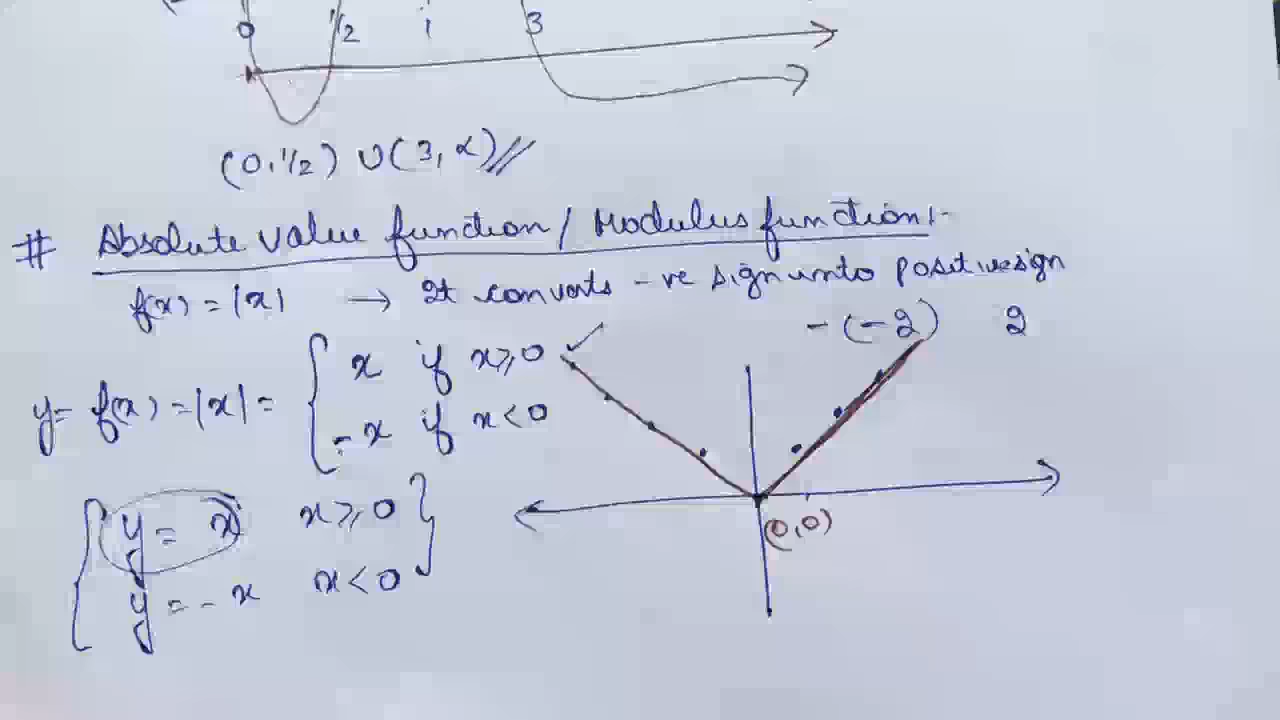 0 1/2 1 3
(0, 1/2) ∪ (3, ∝)//
# Absolute value function / Modulus function :-
f(x) = |x| → It converts -ve sign into positive sign
-(-2) 2
y = f(x) = |x| = { x if x ≥ 0 ✓
-x if x < 0
{ y = x x ≥ 0 }
y = -x x < 0
(0,0)